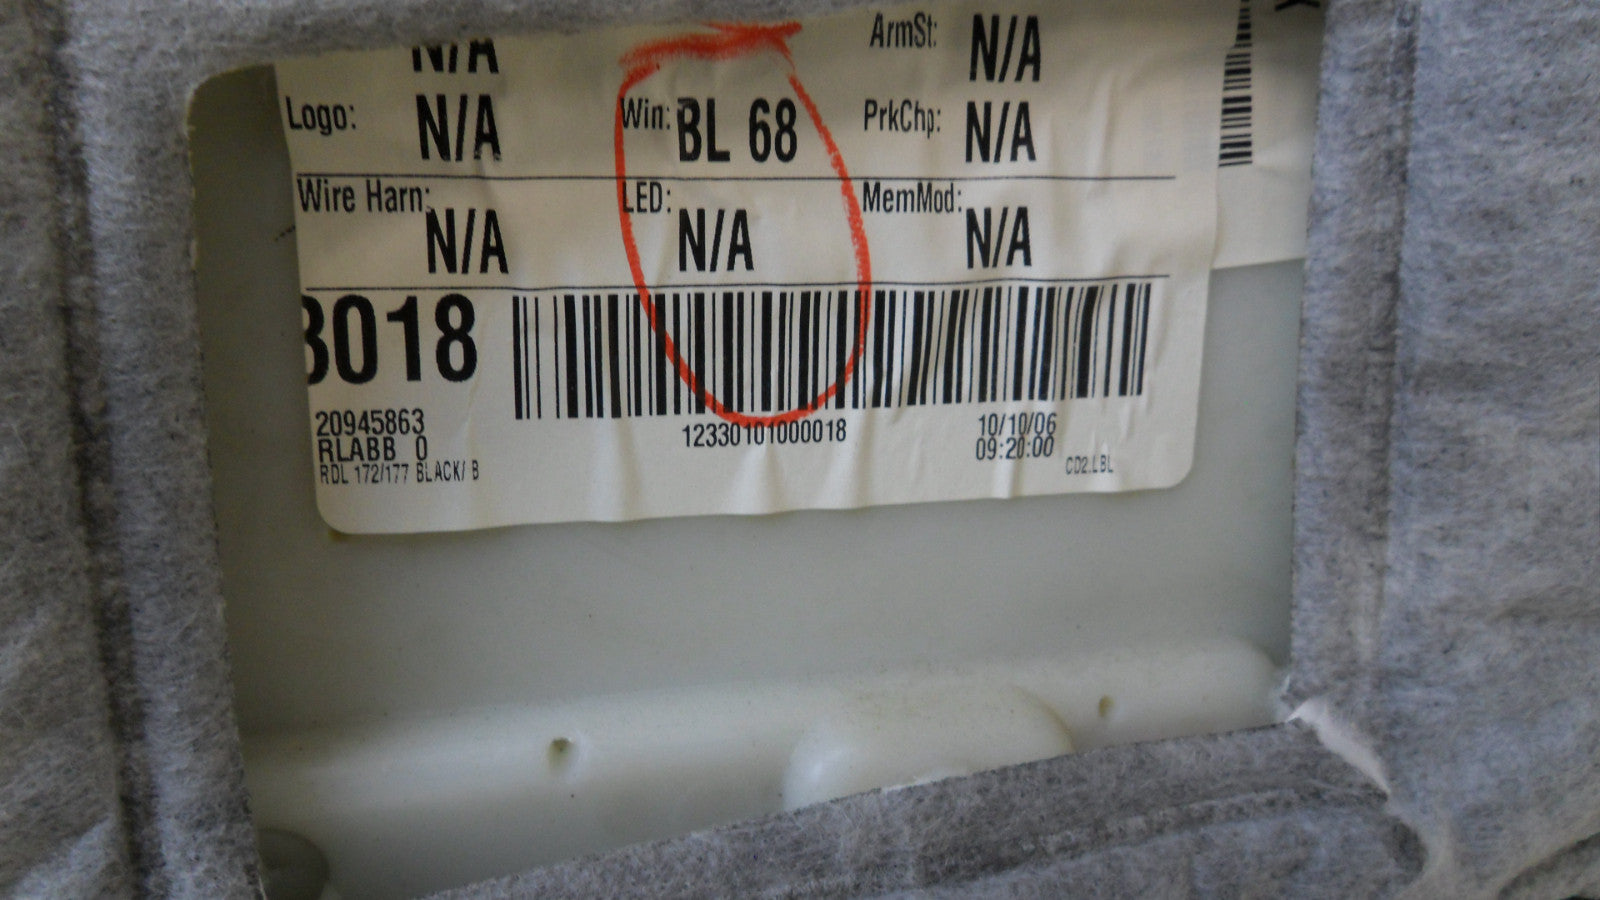 N/A ArmSt: N/A
Logo: N/A Win: BL 68 PrkChp: N/A
Wire Harn: N/A LED: N/A MemMod: N/A
3018
20945863 12330101000018 10/10/06
RLABB 0 09:20:00
RDL 172/177 BLACK/ B CD2.LBL